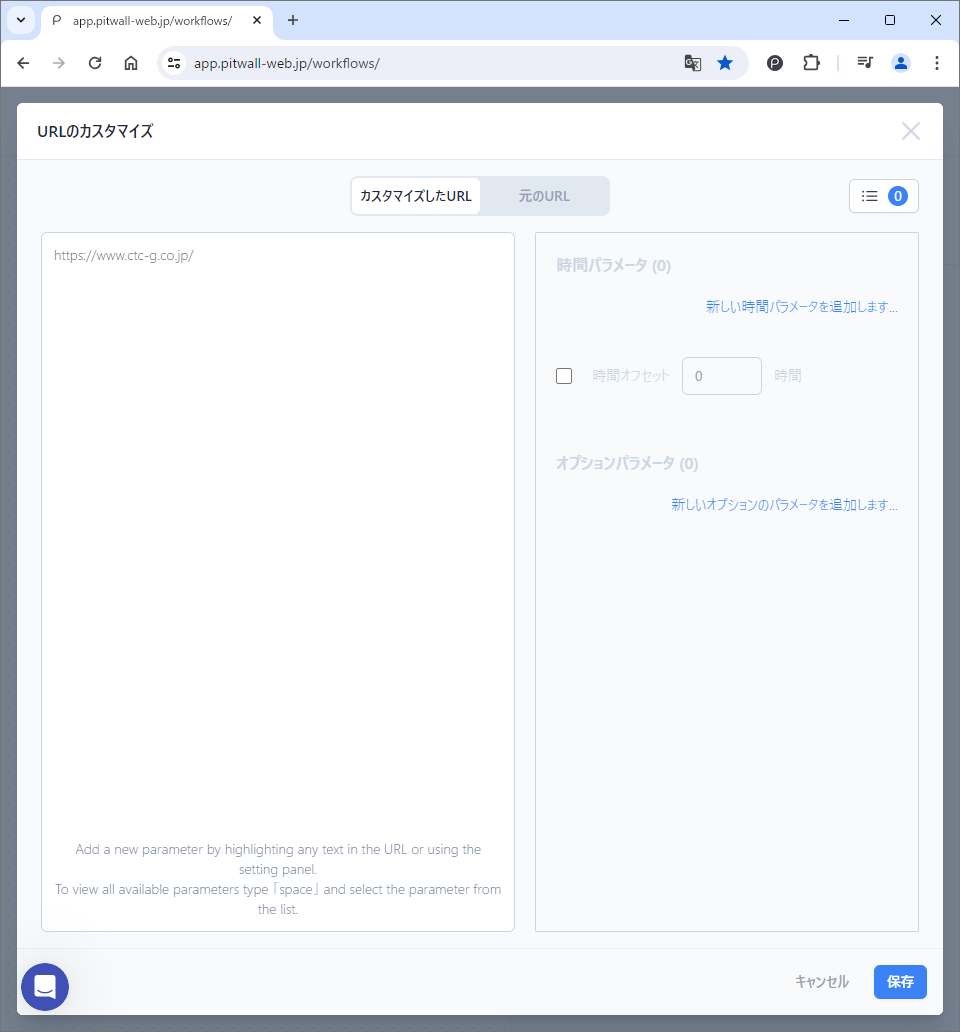 app.pitwall-web.jp/workflows/
app.pitwall-web.jp/workflows/
URLのカスタマイズ
カスタマイズしたURL
元のURL
0
https://www.ctc-g.co.jp/
時間パラメータ (0)
新しい時間パラメータを追加します...
時間オフセット 0 時間
オプションパラメータ (0)
新しいオプションのパラメータを追加します...
Add a new parameter by highlighting any text in the URL or using the
setting panel.
To view all available parameters type「space」and select the parameter from
the list.
キャンセル
保存